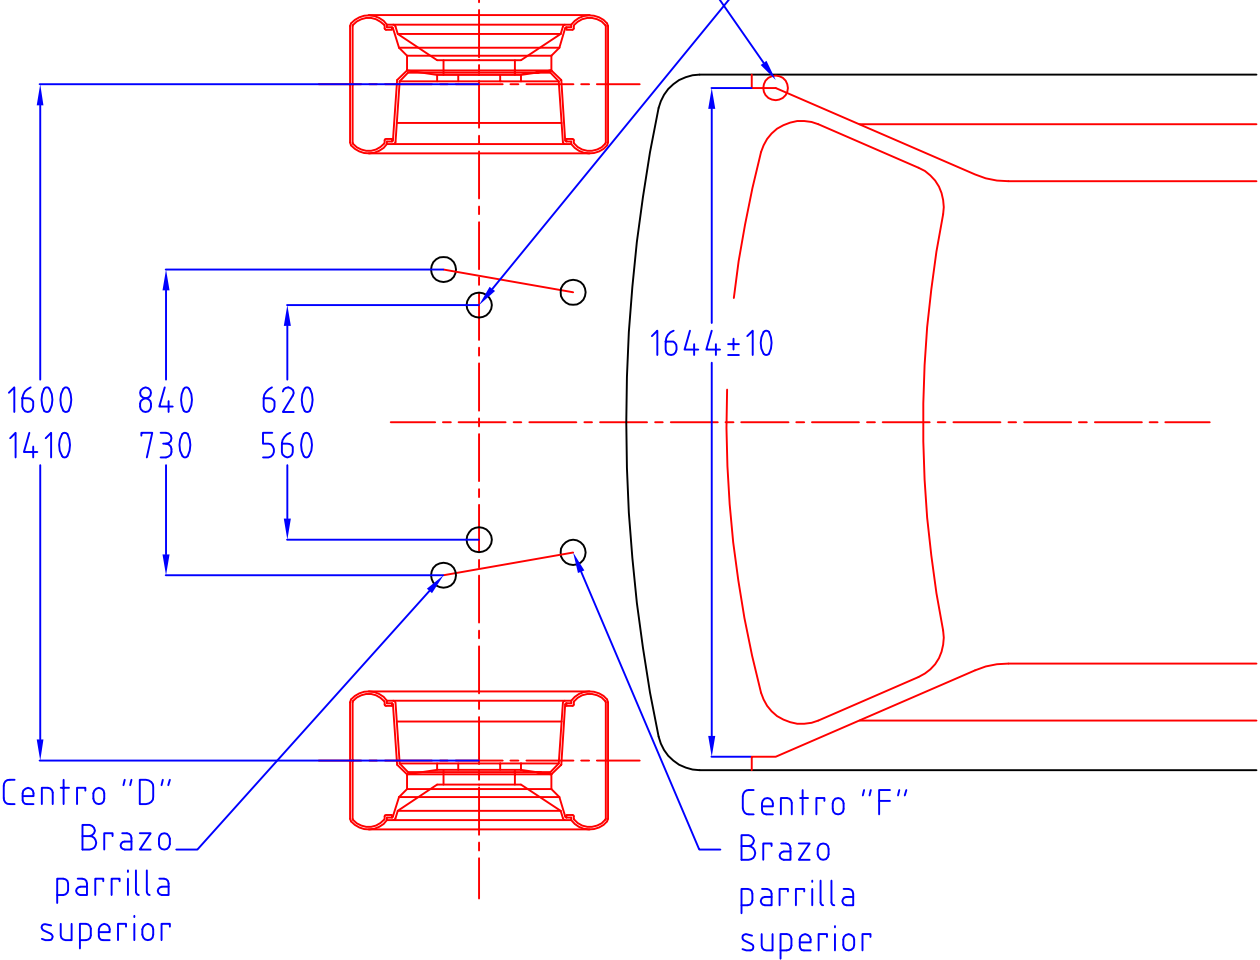 1644±10
1600
1410
840
730
620
560
Centro "D"
Brazo
parrilla
superior
Centro "F"
Brazo
parrilla
superior